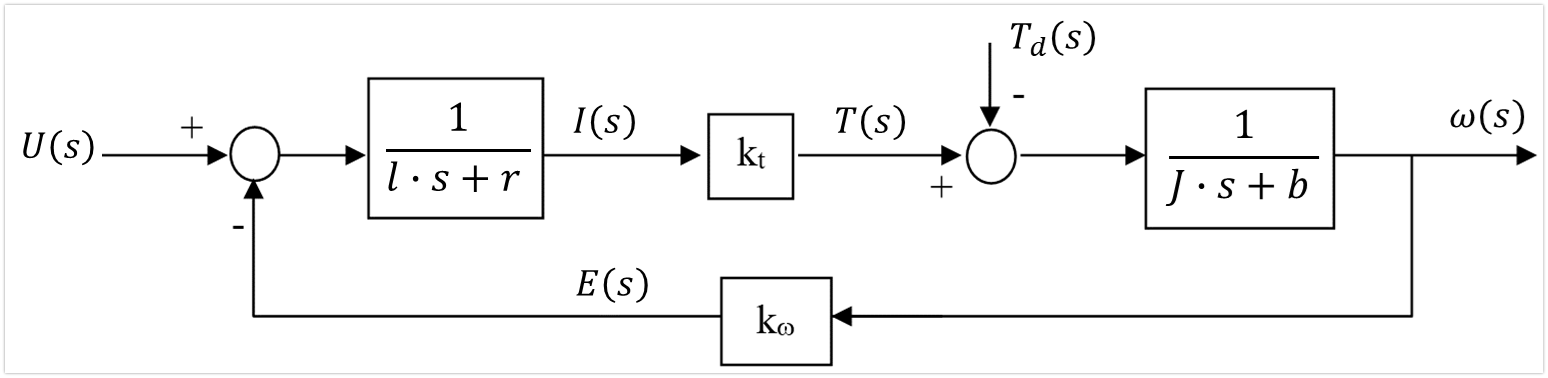 T_d(s)
U(s)
+
1
l · s + r
I(s)
k_t
T(s)
+
-
1
J · s + b
ω(s)
-
E(s)
k_ω